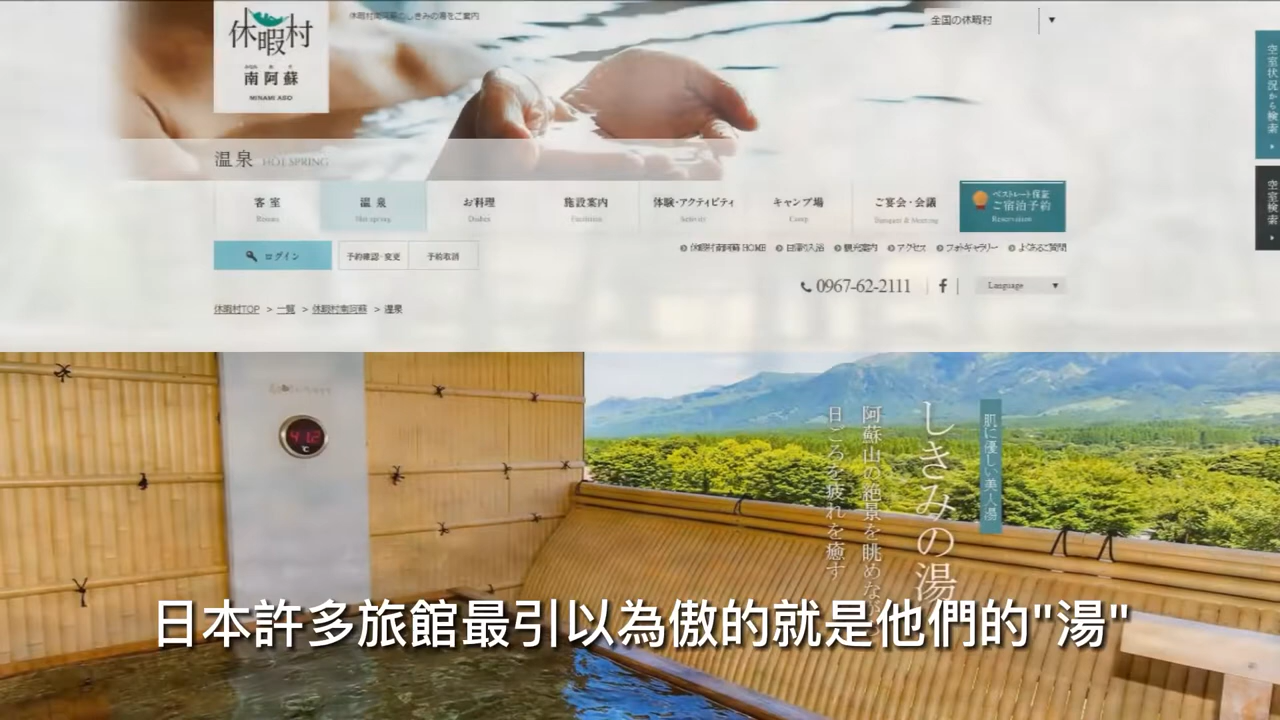 休暇村
南阿蘇
MINAMI ASO
休暇村南阿蘇のしきみの湯をご案内
全国の休暇村 ▼
空室状況から検索
空室検索
温泉 HOT SPRING
客室
Rooms
温泉
Hot spring
お料理
Dishes
施設案内
Facilities
体験・アクティビティ
Activity
キャンプ場
Camp
ご宴会・会議
Banquet & Meeting
ベストレート保証
ご宿泊予約
Reservation
ログイン
予約確認・変更
予約取消
休暇村南阿蘇 HOME 日帰り入浴 観光案内 アクセス フォトギャラリー よくあるご質問
0967-62-2111
Language ▼
休暇村TOP > 一覧 > 休暇村南阿蘇 > 温泉
41.2
℃
肌に優しい美人湯
しきみの湯
阿蘇山の絶景を眺めなが
日ごろを疲れを癒す
日本許多旅館最引以為傲的就是他們的"湯"